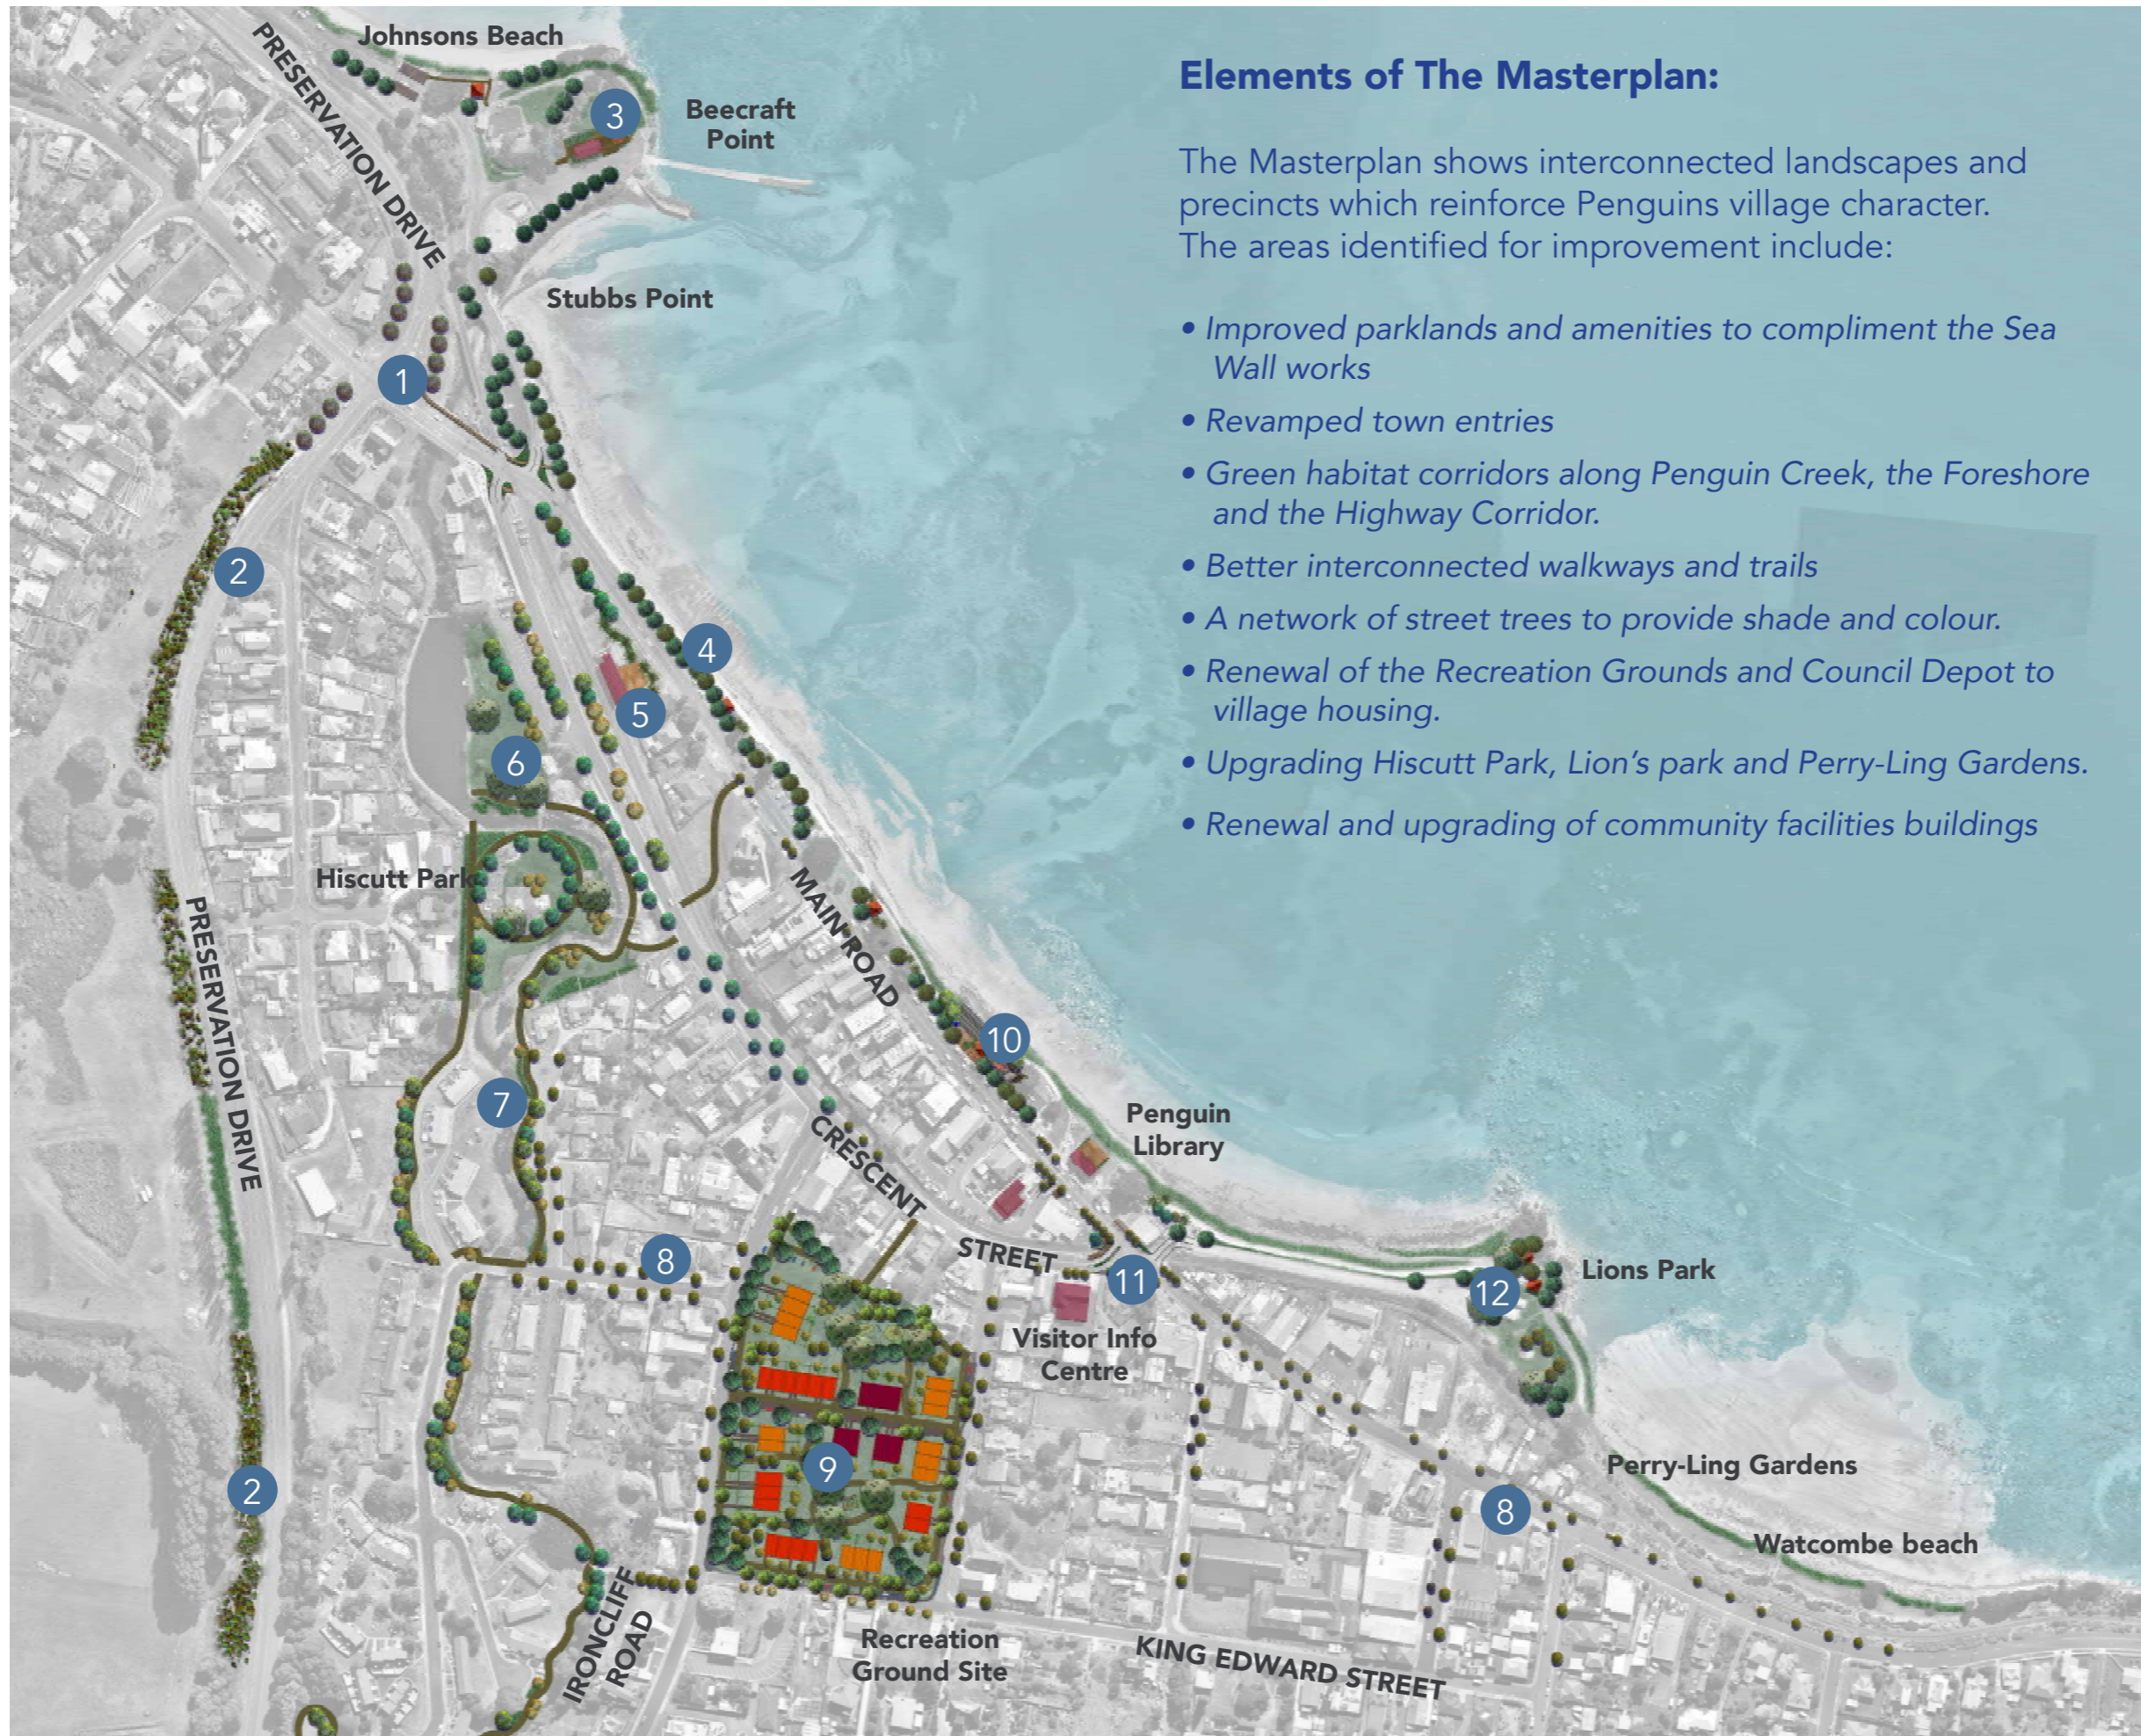 Johnsons Beach
PRESERVATION DRIVE
3
Beecraft
Point
Elements of The Masterplan:
The Masterplan shows interconnected landscapes and
precincts which reinforce Penguins village character.
The areas identified for improvement include:
• Improved parklands and amenities to compliment the Sea
Wall works
• Revamped town entries
• Green habitat corridors along Penguin Creek, the Foreshore
and the Highway Corridor.
• Better interconnected walkways and trails
• A network of street trees to provide shade and colour.
• Renewal of the Recreation Grounds and Council Depot to
village housing.
• Upgrading Hiscutt Park, Lion's park and Perry-Ling Gardens.
• Renewal and upgrading of community facilities buildings
Stubbs Point
1
2
4
5
6
Hiscutt Park
MAIN ROAD
PRESERVATION DRIVE
10
7
Penguin
Library
CRESCENT
STREET
8
11
Lions Park
12
Visitor Info
Centre
9
Perry-Ling Gardens
2
8
Watcombe beach
IRONCLIFF
ROAD
Recreation
Ground Site
KING EDWARD STREET